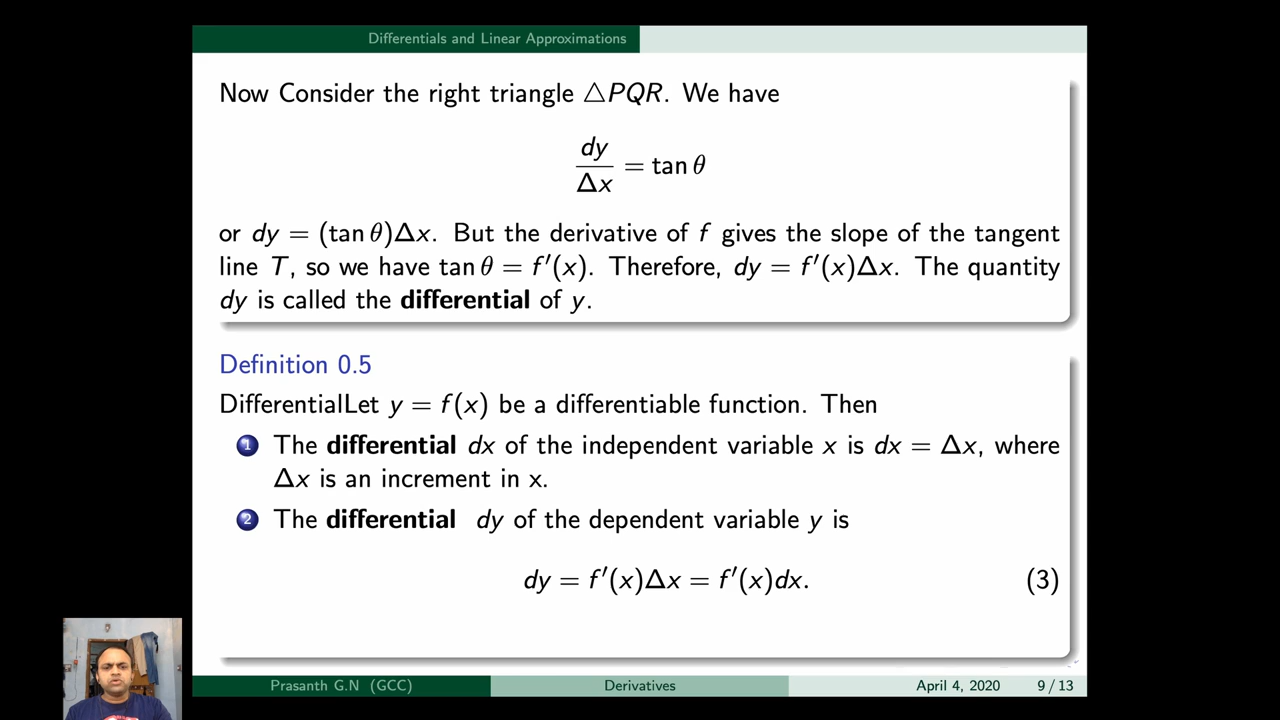 Differentials and Linear Approximations
Now Consider the right triangle △PQR. We have
dy/Δx = tan θ
or dy = (tan θ)Δx. But the derivative of f gives the slope of the tangent
line T, so we have tan θ = f′(x). Therefore, dy = f′(x)Δx. The quantity
dy is called the differential of y.
Definition 0.5
DifferentialLet y = f(x) be a differentiable function. Then
1 The differential dx of the independent variable x is dx = Δx, where
Δx is an increment in x.
2 The differential dy of the dependent variable y is
dy = f′(x)Δx = f′(x)dx. (3)
Prasanth G.N (GCC) Derivatives April 4, 2020 9 / 13